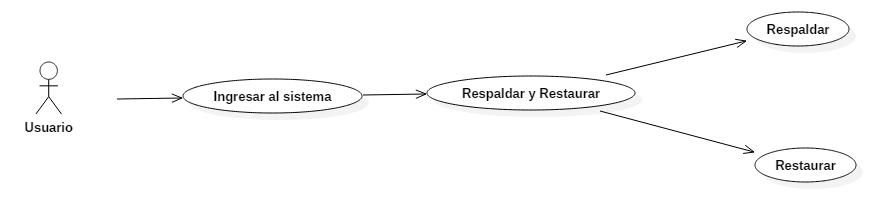 Respaldar
Ingresar al sistema
Respaldar y Restaurar
Usuario
Restaurar